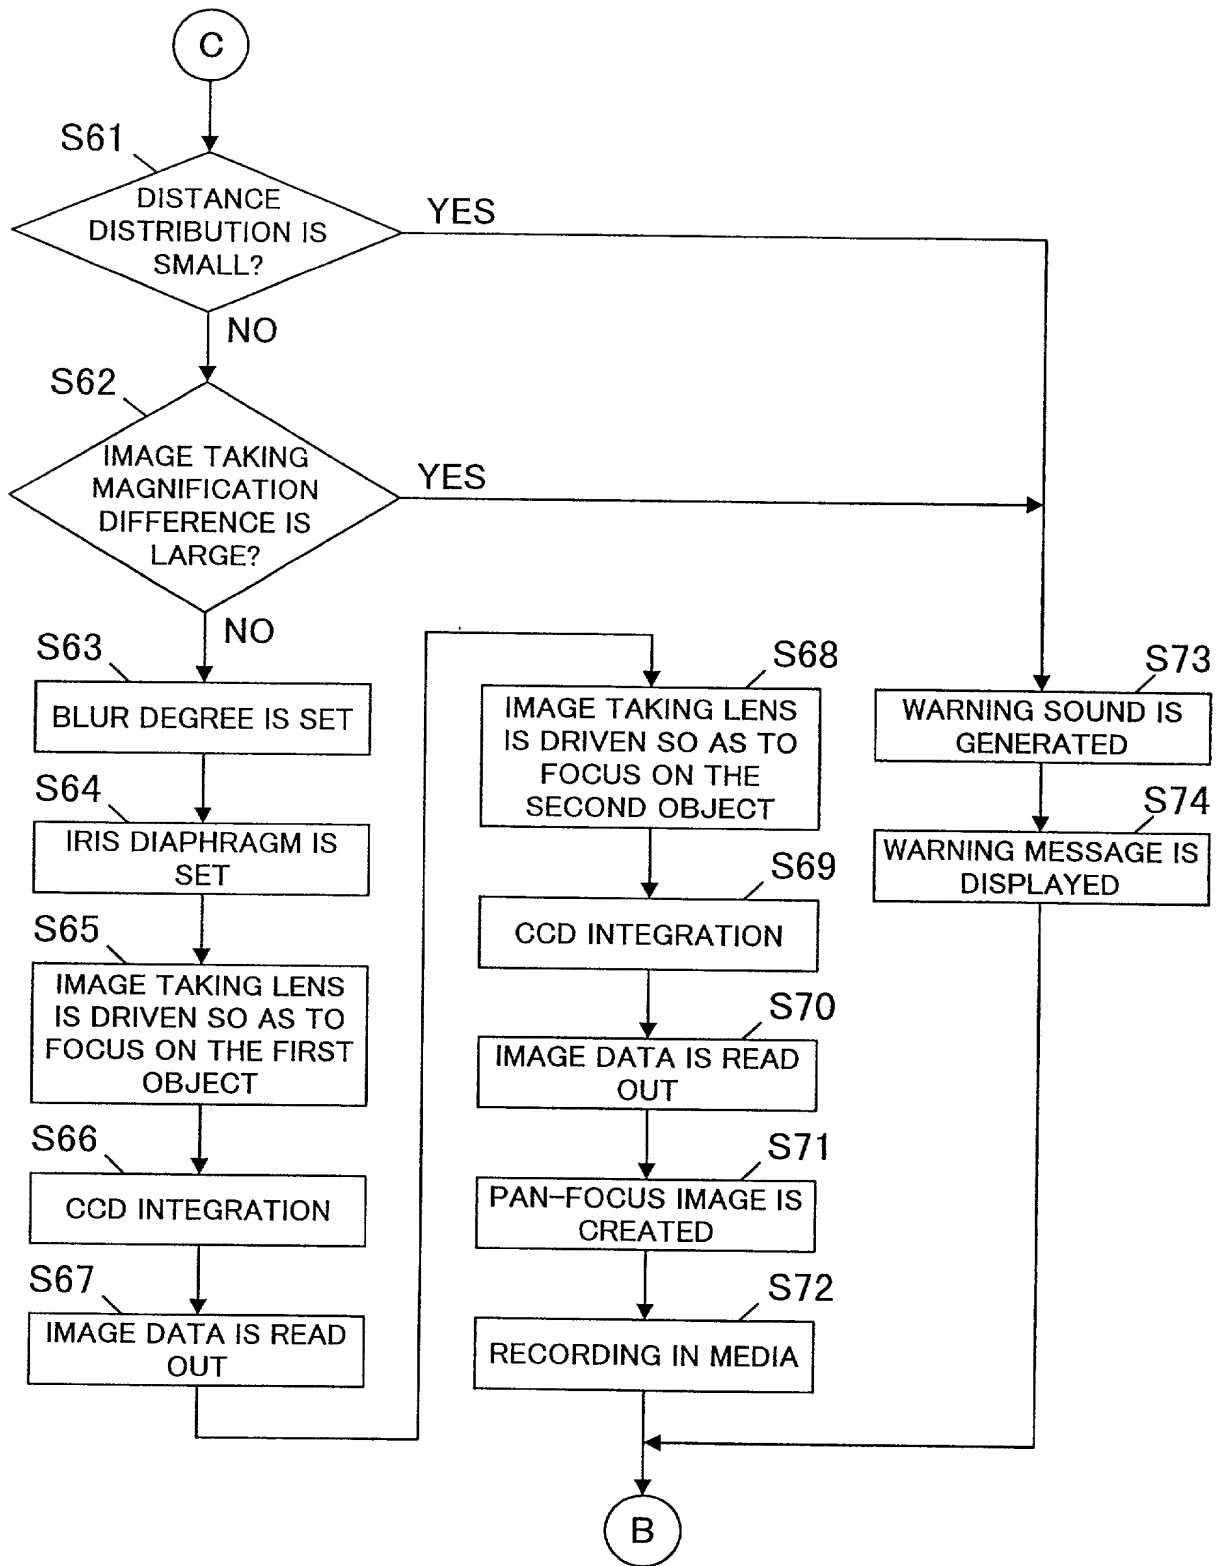 C
S61
DISTANCE
DISTRIBUTION IS
SMALL?
YES
NO
S62
IMAGE TAKING
MAGNIFICATION
DIFFERENCE IS
LARGE?
YES
NO
S63
BLUR DEGREE IS SET
S64
IRIS DIAPHRAGM IS
SET
S65
IMAGE TAKING LENS
IS DRIVEN SO AS TO
FOCUS ON THE FIRST
OBJECT
S66
CCD INTEGRATION
S67
IMAGE DATA IS READ
OUT
S68
IMAGE TAKING LENS
IS DRIVEN SO AS TO
FOCUS ON THE
SECOND OBJECT
S69
CCD INTEGRATION
S70
IMAGE DATA IS READ
OUT
S71
PAN-FOCUS IMAGE IS
CREATED
S72
RECORDING IN MEDIA
S73
WARNING SOUND IS
GENERATED
S74
WARNING MESSAGE IS
DISPLAYED
B